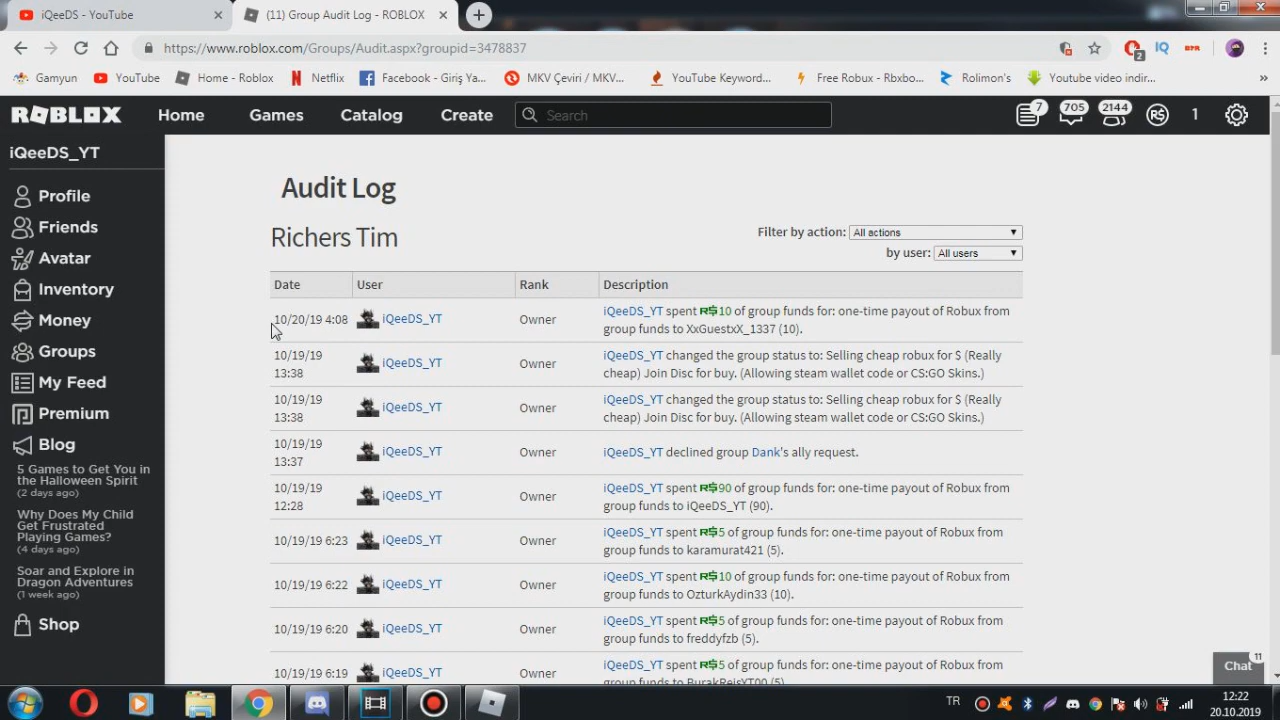 iQeeDS - YouTube
(11) Group Audit Log - ROBLOX
https://www.roblox.com/Groups/Audit.aspx?groupid=3478837
2
IQ
Gamyun
YouTube
Home - Roblox
Netflix
Facebook - Giriş Ya...
MKV Çeviri / MKV...
YouTube Keyword...
Free Robux - Rbxbo...
Rolimon's
Youtube video indir...
»
ROBLOX
Home
Games
Catalog
Create
Search
7
705
2144
1
iQeeDS_YT
Profile
Friends
Avatar
Inventory
Money
Groups
My Feed
Premium
Blog
5 Games to Get You in
the Halloween Spirit
(2 days ago)
Why Does My Child
Get Frustrated
Playing Games?
(4 days ago)
Soar and Explore in
Dragon Adventures
(1 week ago)
Shop
Audit Log
Richers Tim
Filter by action: All actions
by user: All users
Date User Rank Description
10/20/19 4:08 iQeeDS_YT Owner iQeeDS_YT spent R$10 of group funds for: one-time payout of Robux from
group funds to XxGuestxX_1337 (10).
10/19/19
13:38 iQeeDS_YT Owner iQeeDS_YT changed the group status to: Selling cheap robux for $ (Really
cheap) Join Disc for buy. (Allowing steam wallet code or CS:GO Skins.)
10/19/19
13:38 iQeeDS_YT Owner iQeeDS_YT changed the group status to: Selling cheap robux for $ (Really
cheap) Join Disc for buy. (Allowing steam wallet code or CS:GO Skins.)
10/19/19
13:37 iQeeDS_YT Owner iQeeDS_YT declined group Dank's ally request.
10/19/19
12:28 iQeeDS_YT Owner iQeeDS_YT spent R$90 of group funds for: one-time payout of Robux from
group funds to iQeeDS_YT (90).
10/19/19 6:23 iQeeDS_YT Owner iQeeDS_YT spent R$5 of group funds for: one-time payout of Robux from
group funds to karamurat421 (5).
10/19/19 6:22 iQeeDS_YT Owner iQeeDS_YT spent R$10 of group funds for: one-time payout of Robux from
group funds to OzturkAydin33 (10).
10/19/19 6:20 iQeeDS_YT Owner iQeeDS_YT spent R$5 of group funds for: one-time payout of Robux from
group funds to freddyfzb (5).
10/19/19 6:19 iQeeDS_YT Owner iQeeDS_YT spent R$5 of group funds for: one-time payout of Robux from
group funds to BurakReisYT00 (5).
Chat
11
TR
12:22
20.10.2019